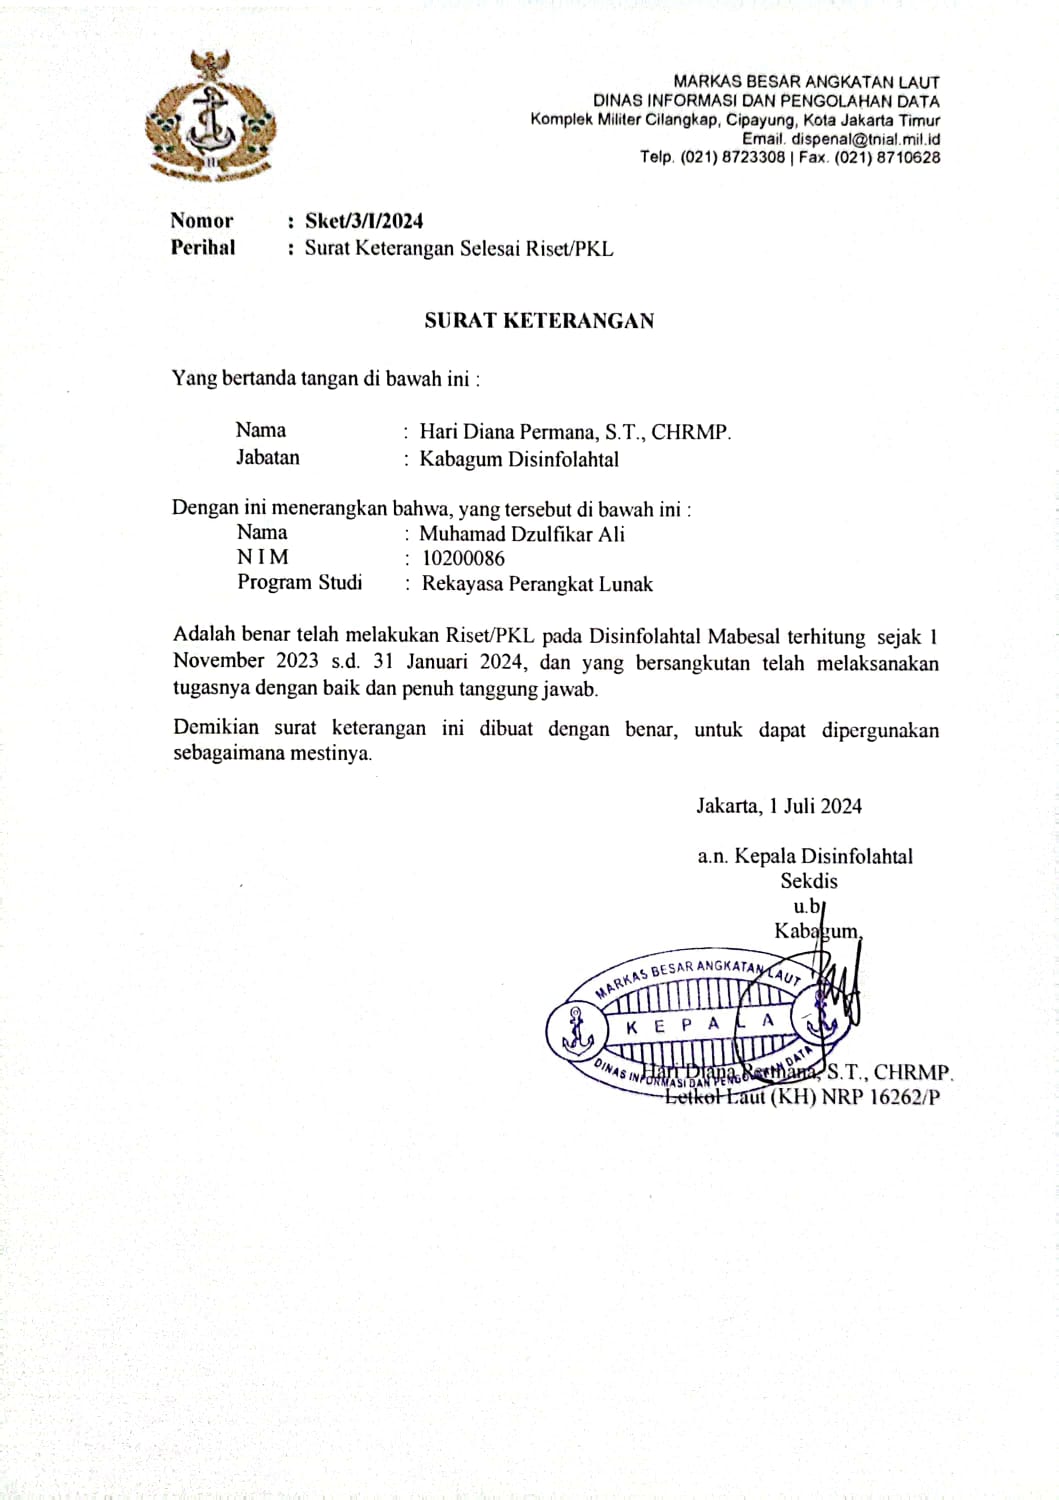 MARKAS BESAR ANGKATAN LAUT
DINAS INFORMASI DAN PENGOLAHAN DATA
Komplek Militer Cilangkap, Cipayung, Kota Jakarta Timur
Email. dispenal@tnial.mil.id
Telp. (021) 8723308 | Fax. (021) 8710628
Nomor : Sket/3/I/2024
Perihal : Surat Keterangan Selesai Riset/PKL
SURAT KETERANGAN
Yang bertanda tangan di bawah ini :
Nama : Hari Diana Permana, S.T., CHRMP.
Jabatan : Kabagum Disinfolahtal
Dengan ini menerangkan bahwa, yang tersebut di bawah ini :
Nama : Muhamad Dzulfikar Ali
N I M : 10200086
Program Studi : Rekayasa Perangkat Lunak
Adalah benar telah melakukan Riset/PKL pada Disinfolahtal Mabesal terhitung sejak 1
November 2023 s.d. 31 Januari 2024, dan yang bersangkutan telah melaksanakan
tugasnya dengan baik dan penuh tanggung jawab.
Demikian surat keterangan ini dibuat dengan benar, untuk dapat dipergunakan
sebagaimana mestinya.
Jakarta, 1 Juli 2024
a.n. Kepala Disinfolahtal
Sekdis
u.b
Kabagum,
MARKAS BESAR ANGKATAN LAUT
K E P A L A
DINAS INFORMASI DAN PENGOLAHAN DATA
Hari Diana Permana, S.T., CHRMP.
Letkol Laut (KH) NRP 16262/P